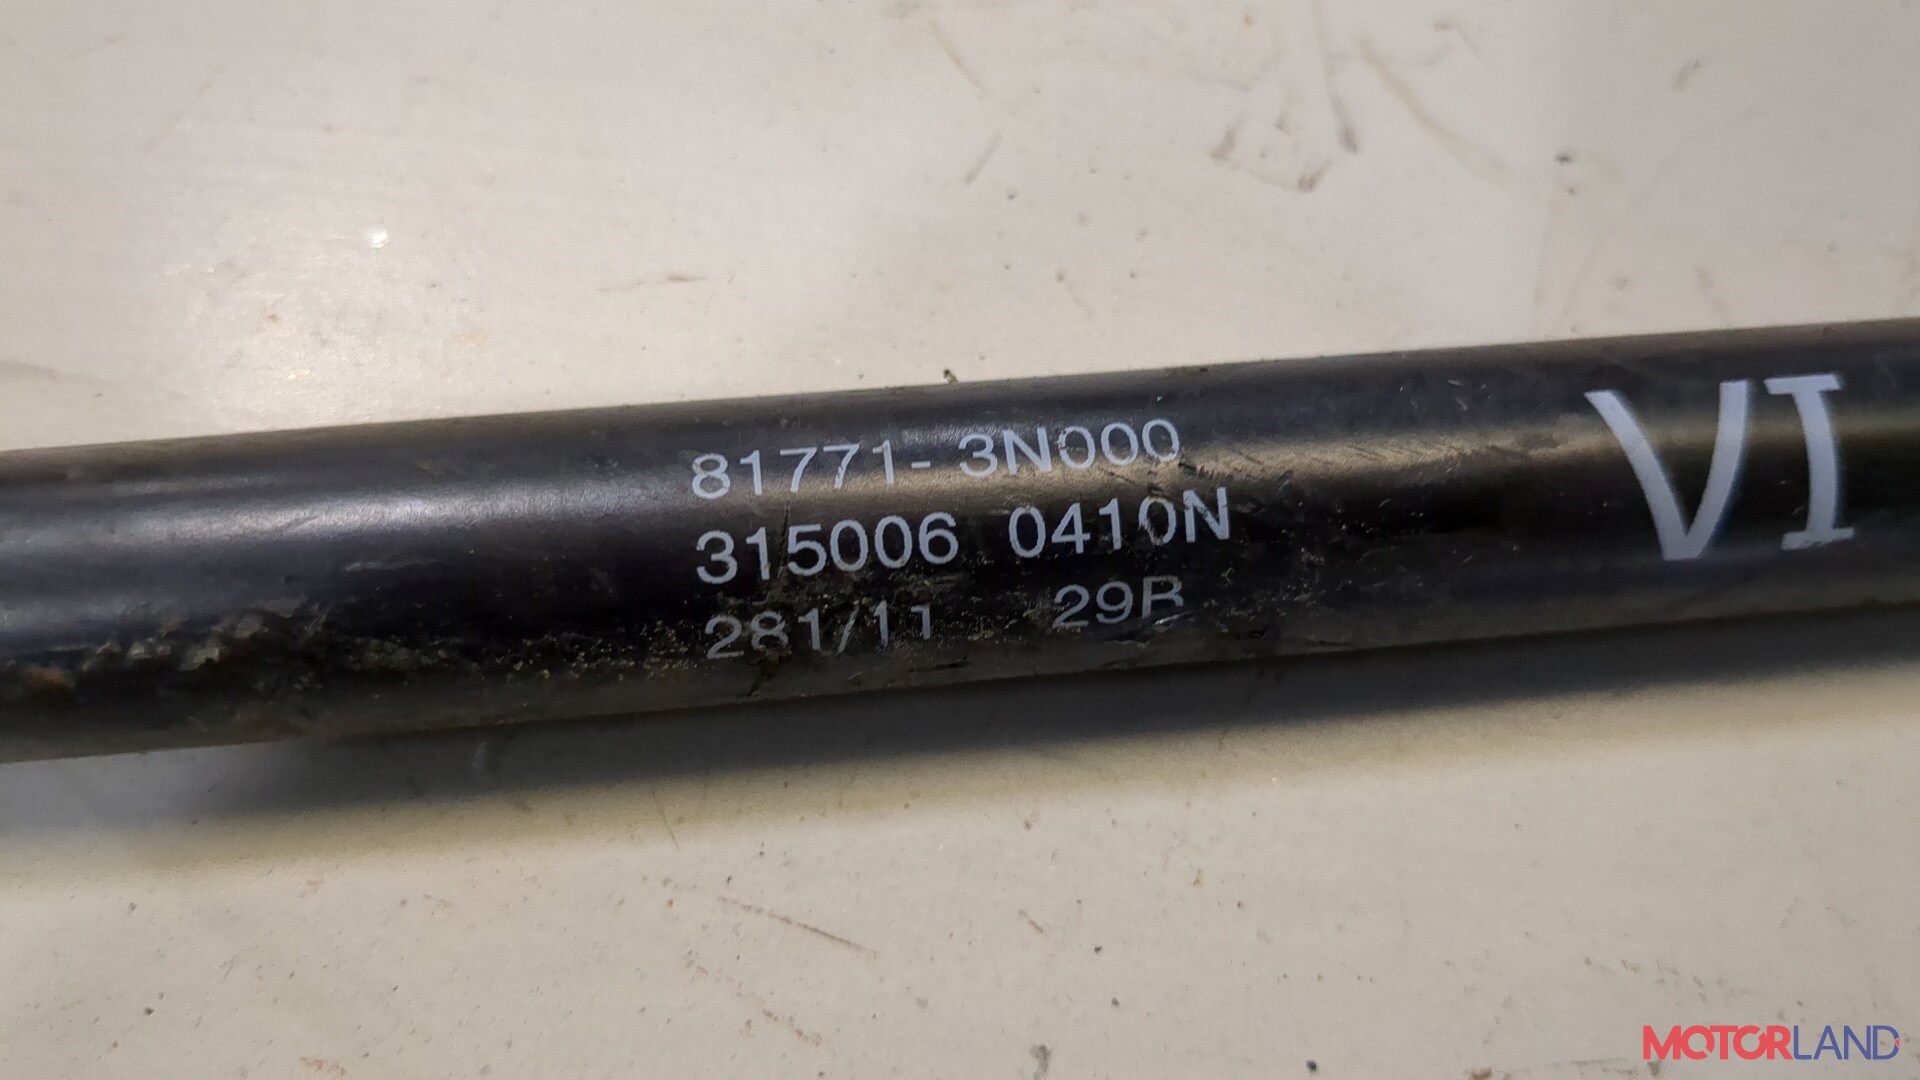 81771-3N000
315006 0410N
281/11 29B
VI
MOTORLAND